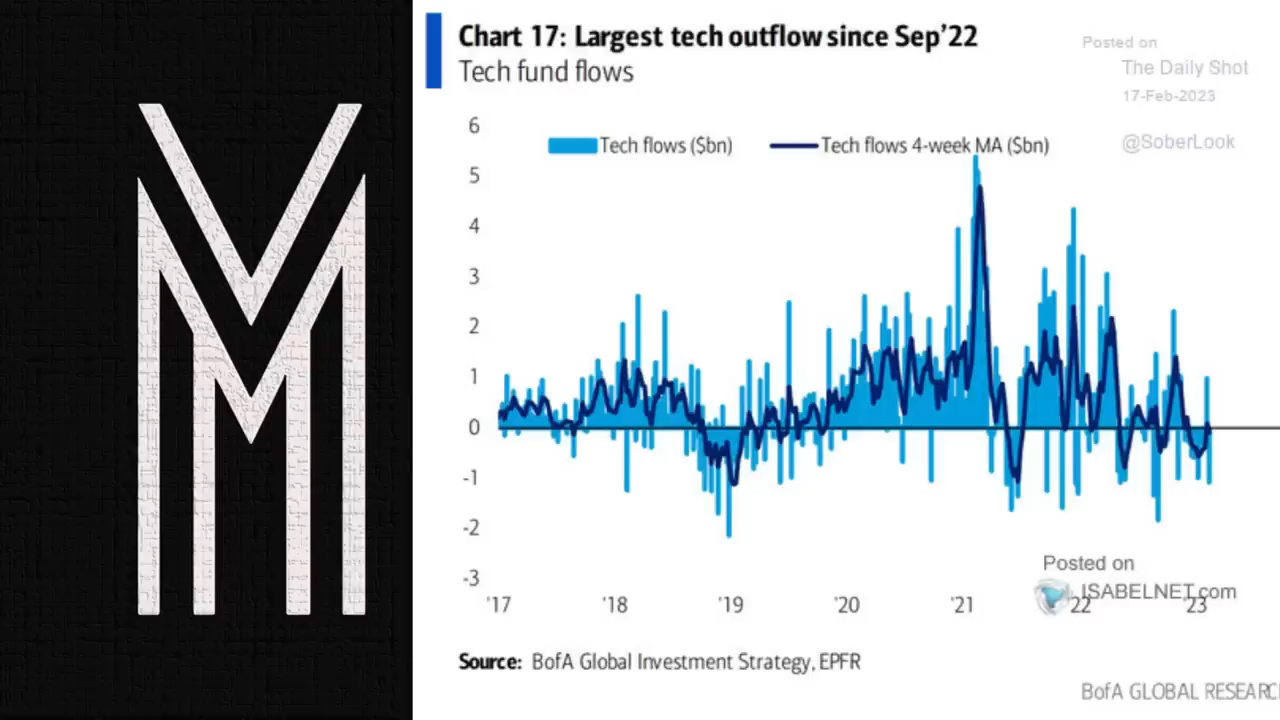 Chart 17: Largest tech outflow since Sep'22
Tech fund flows
Posted on
The Daily Shot
17-Feb-2023
@SoberLook
Tech flows ($bn)
Tech flows 4-week MA ($bn)
6
5
4
3
2
1
0
-1
-2
-3
'17
'18
'19
'20
'21
'22
'23
Posted on
ISABELNET.com
Source: BofA Global Investment Strategy, EPFR
BofA GLOBAL RESEARC